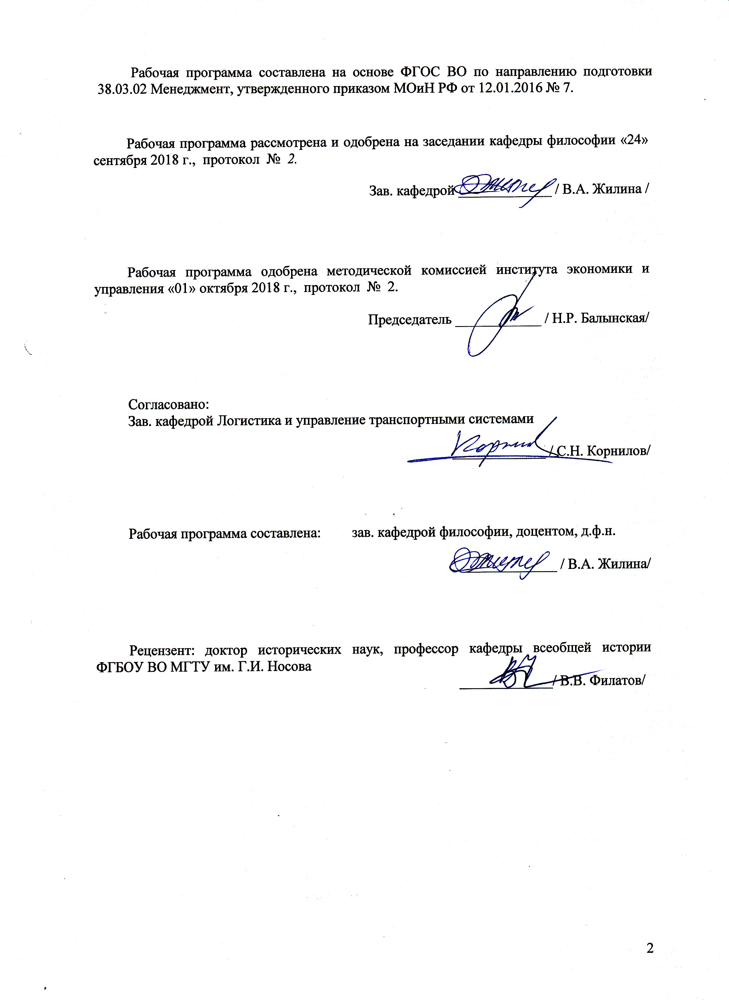 Рабочая программа составлена на основе ФГОС ВО по направлению подготовки
38.03.02 Менеджмент, утвержденного приказом МОиН РФ от 12.01.2016 № 7.
Рабочая программа рассмотрена и одобрена на заседании кафедры философии «24»
сентября 2018 г., протокол № 2.
Зав. кафедрой / В.А. Жилина /
Рабочая программа одобрена методической комиссией института экономики и
управления «01» октября 2018 г., протокол № 2.
Председатель / Н.Р. Балынская/
Согласовано:
Зав. кафедрой Логистика и управление транспортными системами
/ С.Н. Корнилов/
Рабочая программа составлена: зав. кафедрой философии, доцентом, д.ф.н.
/ В.А. Жилина/
Рецензент: доктор исторических наук, профессор кафедры всеобщей истории
ФГБОУ ВО МГТУ им. Г.И. Носова
/ В.В. Филатов/
2